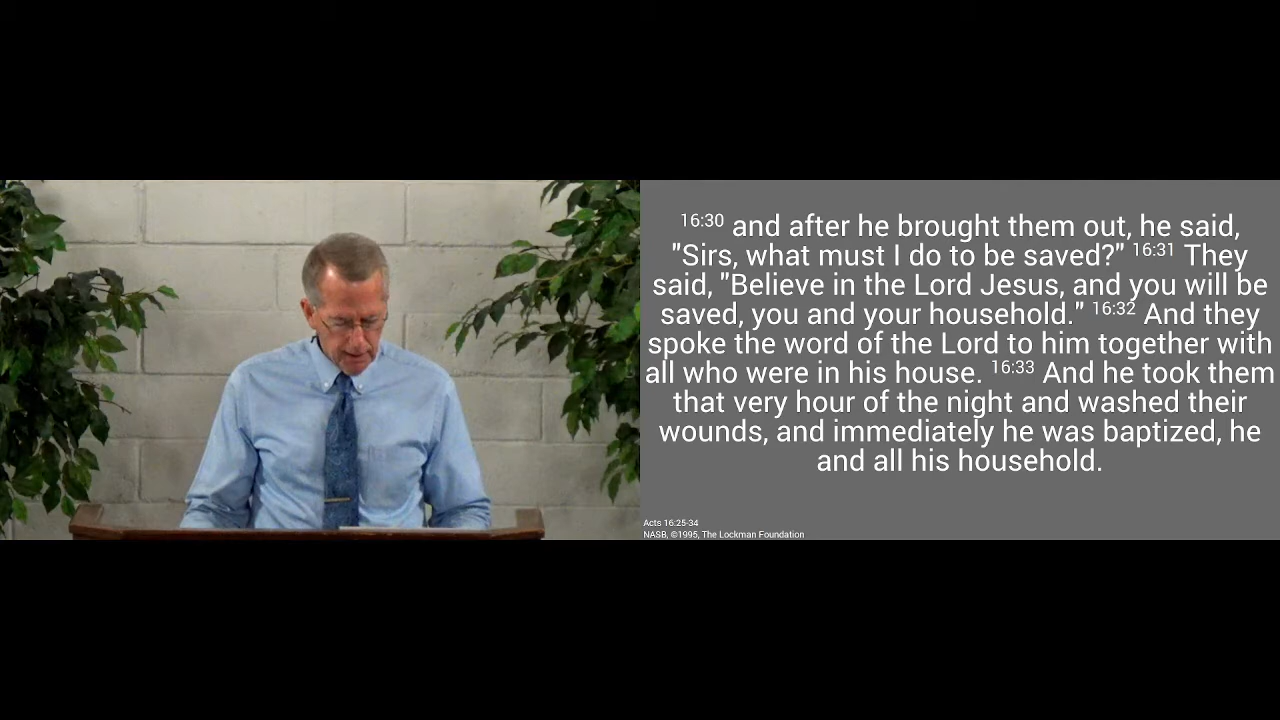 16:30 and after he brought them out, he said,
"Sirs, what must I do to be saved?" 16:31 They
said, "Believe in the Lord Jesus, and you will be
saved, you and your household." 16:32 And they
spoke the word of the Lord to him together with
all who were in his house. 16:33 And he took them
that very hour of the night and washed their
wounds, and immediately he was baptized, he
and all his household.
Acts 16:25-34
NASB, ©1995, The Lockman Foundation